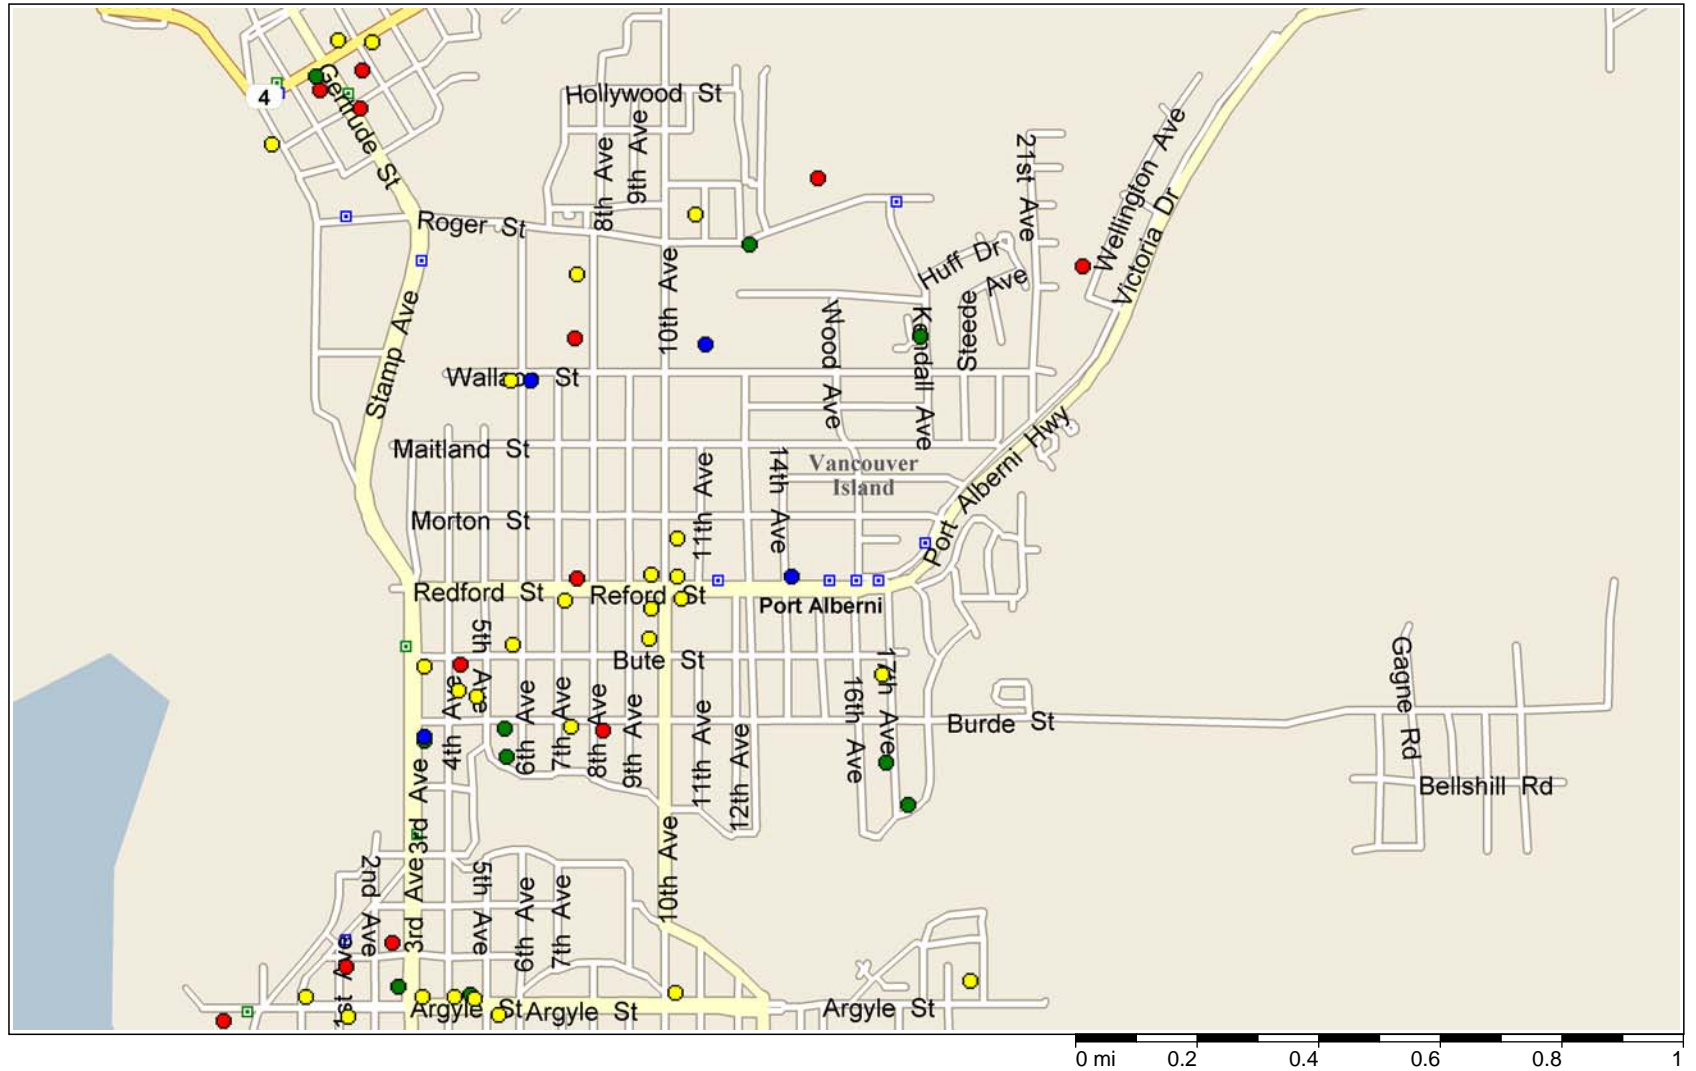 4
Gertrude St
Hollywood St
8th Ave
9th Ave
21st Ave
Wellington Ave
Victoria Dr
Roger St
Huff Dr
Steede Ave
10th Ave
Wood Ave
Kendall Ave
Stamp Ave
Walla St
Maitland St
11th Ave
14th Ave
Vancouver
Island
Port Alberni Hwy
Morton St
Redford St
Reford St
Port Alberni
5th Ave
Bute St
17th Ave
Gagne Rd
4th Ave
6th Ave
7th Ave
8th Ave
9th Ave
11th Ave
12th Ave
16th Ave
Burde St
3rd Ave
Bellshill Rd
2nd Ave
3rd Ave
5th Ave
6th Ave
7th Ave
10th Ave
1st Ave
Argyle St
Argyle St
Argyle St
0 mi 0.2 0.4 0.6 0.8 1